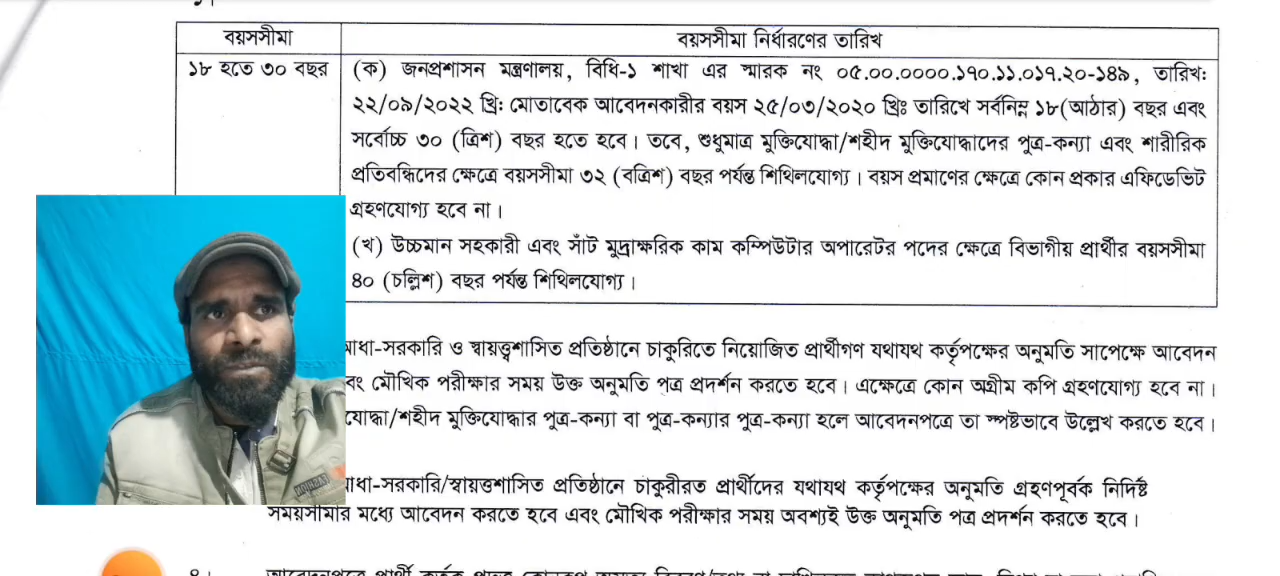 বয়সসীমা
বয়সসীমা নির্ধারণের তারিখ
১৮ হতে ৩০ বছর
(ক) জনপ্রশাসন মন্ত্রণালয়, বিধি-১ শাখা এর স্মারক নং ০৫.০০.০০০০.১৭০.১১.০১৭.২০-১৪৯, তারিখঃ
২২/০৯/২০২২ খ্রি: মোতাবেক আবেদনকারীর বয়স ২৫/০৩/২০২০ খ্রিঃ তারিখে সর্বনিম্ন ১৮(আঠার) বছর এবং
সর্বোচ্চ ৩০ (ত্রিশ) বছর হতে হবে। তবে, শুধুমাত্র মুক্তিযোদ্ধা/শহীদ মুক্তিযোদ্ধাদের পুত্র-কন্যা এবং শারীরিক
প্রতিবন্ধিদের ক্ষেত্রে বয়সসীমা ৩২ (বত্রিশ) বছর পর্যন্ত শিথিলযোগ্য। বয়স প্রমাণের ক্ষেত্রে কোন প্রকার এফিডেভিট
গ্রহণযোগ্য হবে না।
(খ) উচ্চমান সহকারী এবং সাঁট মুদ্রাক্ষরিক কাম কম্পিউটার অপারেটর পদের ক্ষেত্রে বিভাগীয় প্রার্থীর বয়সসীমা
৪০ (চল্লিশ) বছর পর্যন্ত শিথিলযোগ্য।
আধা-সরকারি ও স্বায়ত্ত্বশাসিত প্রতিষ্ঠানে চাকুরিতে নিয়োজিত প্রার্থীগণ যথাযথ কর্তৃপক্ষের অনুমতি সাপেক্ষে আবেদন
বং মৌখিক পরীক্ষার সময় উক্ত অনুমতি পত্র প্রদর্শন করতে হবে। এক্ষেত্রে কোন অগ্রীম কপি গ্রহণযোগ্য হবে না।
যোদ্ধা/শহীদ মুক্তিযোদ্ধার পুত্র-কন্যা বা পুত্র-কন্যার পুত্র-কন্যা হলে আবেদনপত্রে তা স্পষ্টভাবে উল্লেখ করতে হবে।
আধা-সরকারি/স্বায়ত্তশাসিত প্রতিষ্ঠানে চাকুরীরত প্রার্থীদের যথাযথ কর্তৃপক্ষের অনুমতি গ্রহণপূর্বক নির্দিষ্ট
সময়সীমার মধ্যে আবেদন করতে হবে এবং মৌখিক পরীক্ষার সময় অবশ্যই উক্ত অনুমতি পত্র প্রদর্শন করতে হবে।